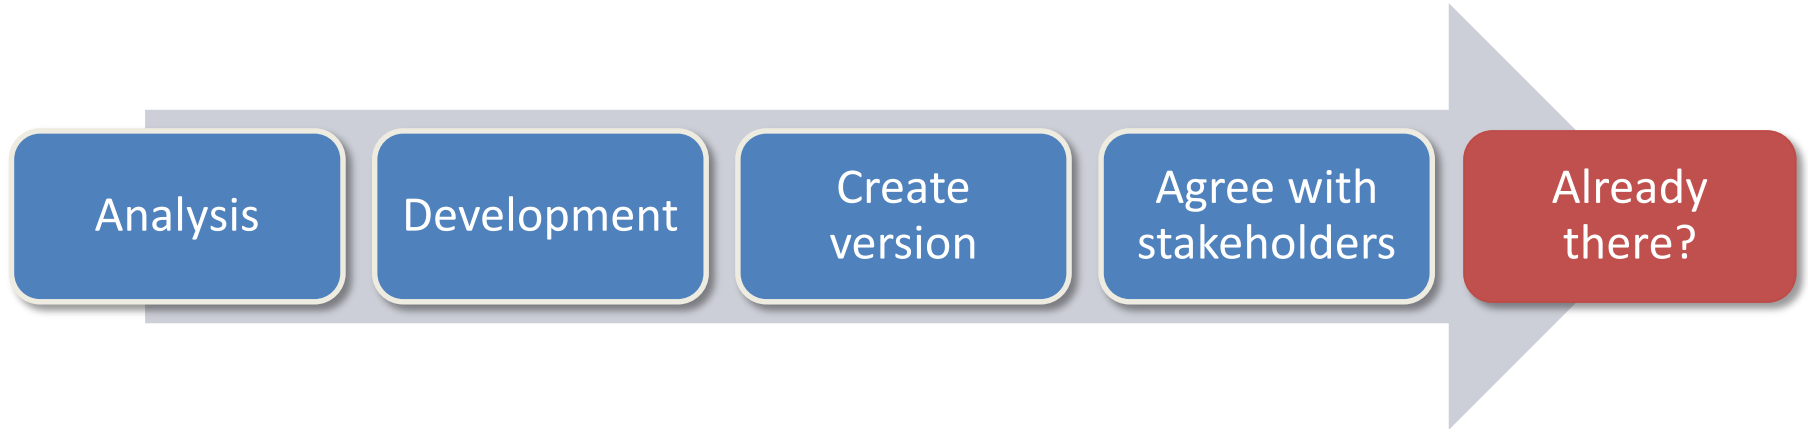 Analysis
Development
Create
version
Agree with
stakeholders
Already
there?